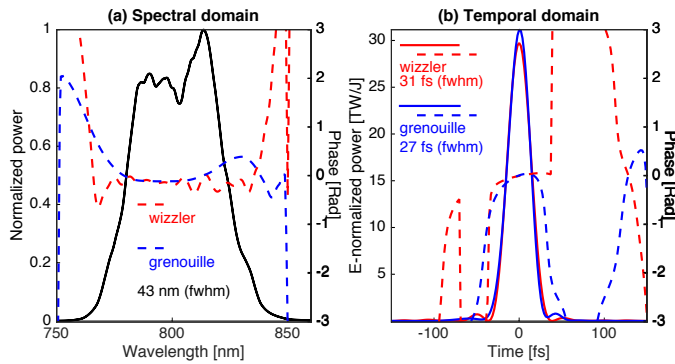 (a) Spectral domain
(b) Temporal domain
1
0.8
0.6
0.4
0.2
0
Normalized power
750
800
850
Wavelength [nm]
3
2
1
0
-1
-2
-3
Phase [Rad]
wizzler
grenouille
43 nm (fwhm)
30
25
20
15
10
5
E-normalized power [TW/J]
-100
0
100
Time [fs]
3
2
1
0
-1
-2
-3
Phase [Rad]
wizzler
31 fs (fwhm)
grenouille
27 fs (fwhm)